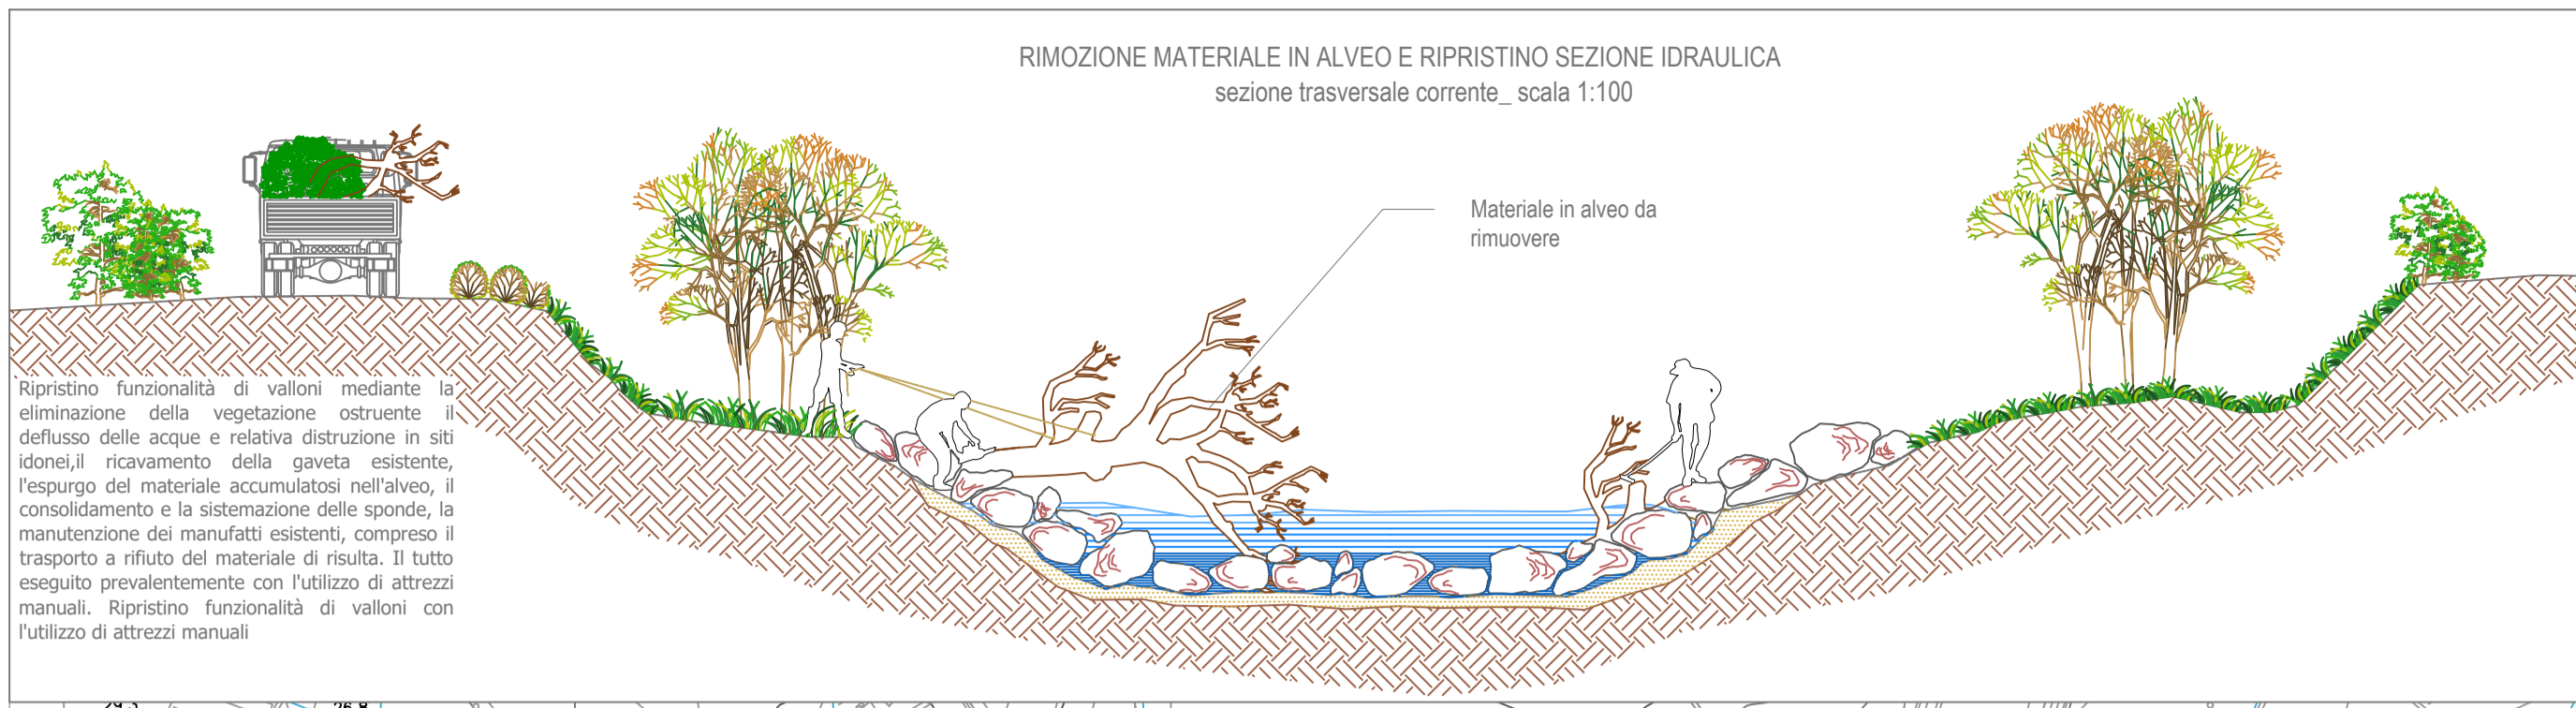 RIMOZIONE MATERIALE IN ALVEO E RIPRISTINO SEZIONE IDRAULICA
sezione trasversale corrente_ scala 1:100
Materiale in alveo da
rimuovere
`Ripristino funzionalità di valloni mediante la
eliminazione della vegetazione ostruente il
deflusso delle acque e relativa distruzione in siti
idonei,il ricavamento della gaveta esistente,
l'espurgo del materiale accumulatosi nell'alveo, il
consolidamento e la sistemazione delle sponde, la
manutenzione dei manufatti esistenti, compreso il
trasporto a rifiuto del materiale di risulta. Il tutto
eseguito prevalentemente con l'utilizzo di attrezzi
manuali. Ripristino funzionalità di valloni con
l'utilizzo di attrezzi manuali